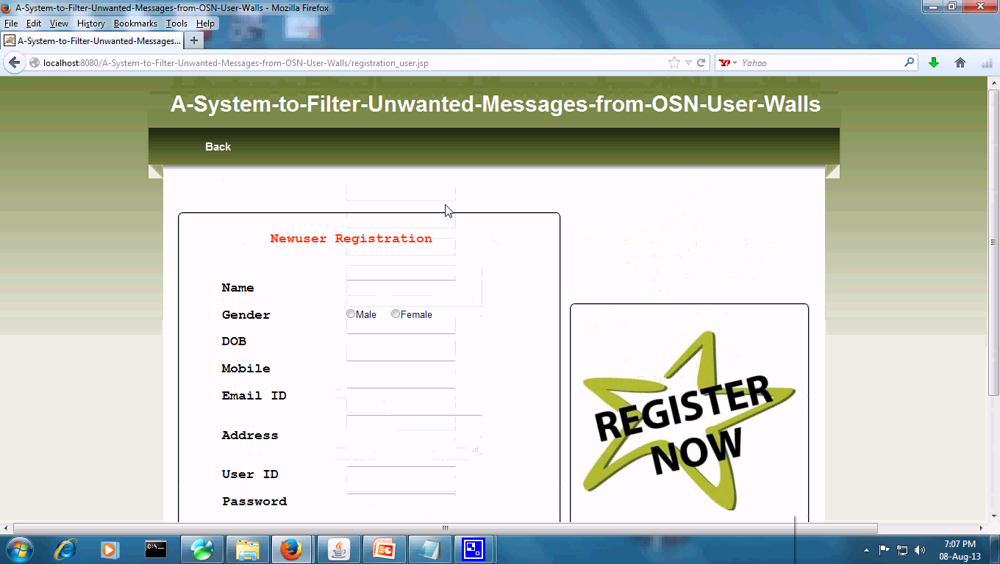 A-System-to-Filter-Unwanted-Messages-from-OSN-User-Walls - Mozilla Firefox
File Edit View History Bookmarks Tools Help
A-System-to-Filter-Unwanted-Messages... +
localhost:8080/A-System-to-Filter-Unwanted-Messages-from-OSN-User-Walls/registration_user.jsp
Yahoo
A-System-to-Filter-Unwanted-Messages-from-OSN-User-Walls
Back
Newuser Registration
Name
Gender Male Female
DOB
Mobile
Email ID
Address
User ID
Password
REGISTER
NOW
7:07 PM
08-Aug-13